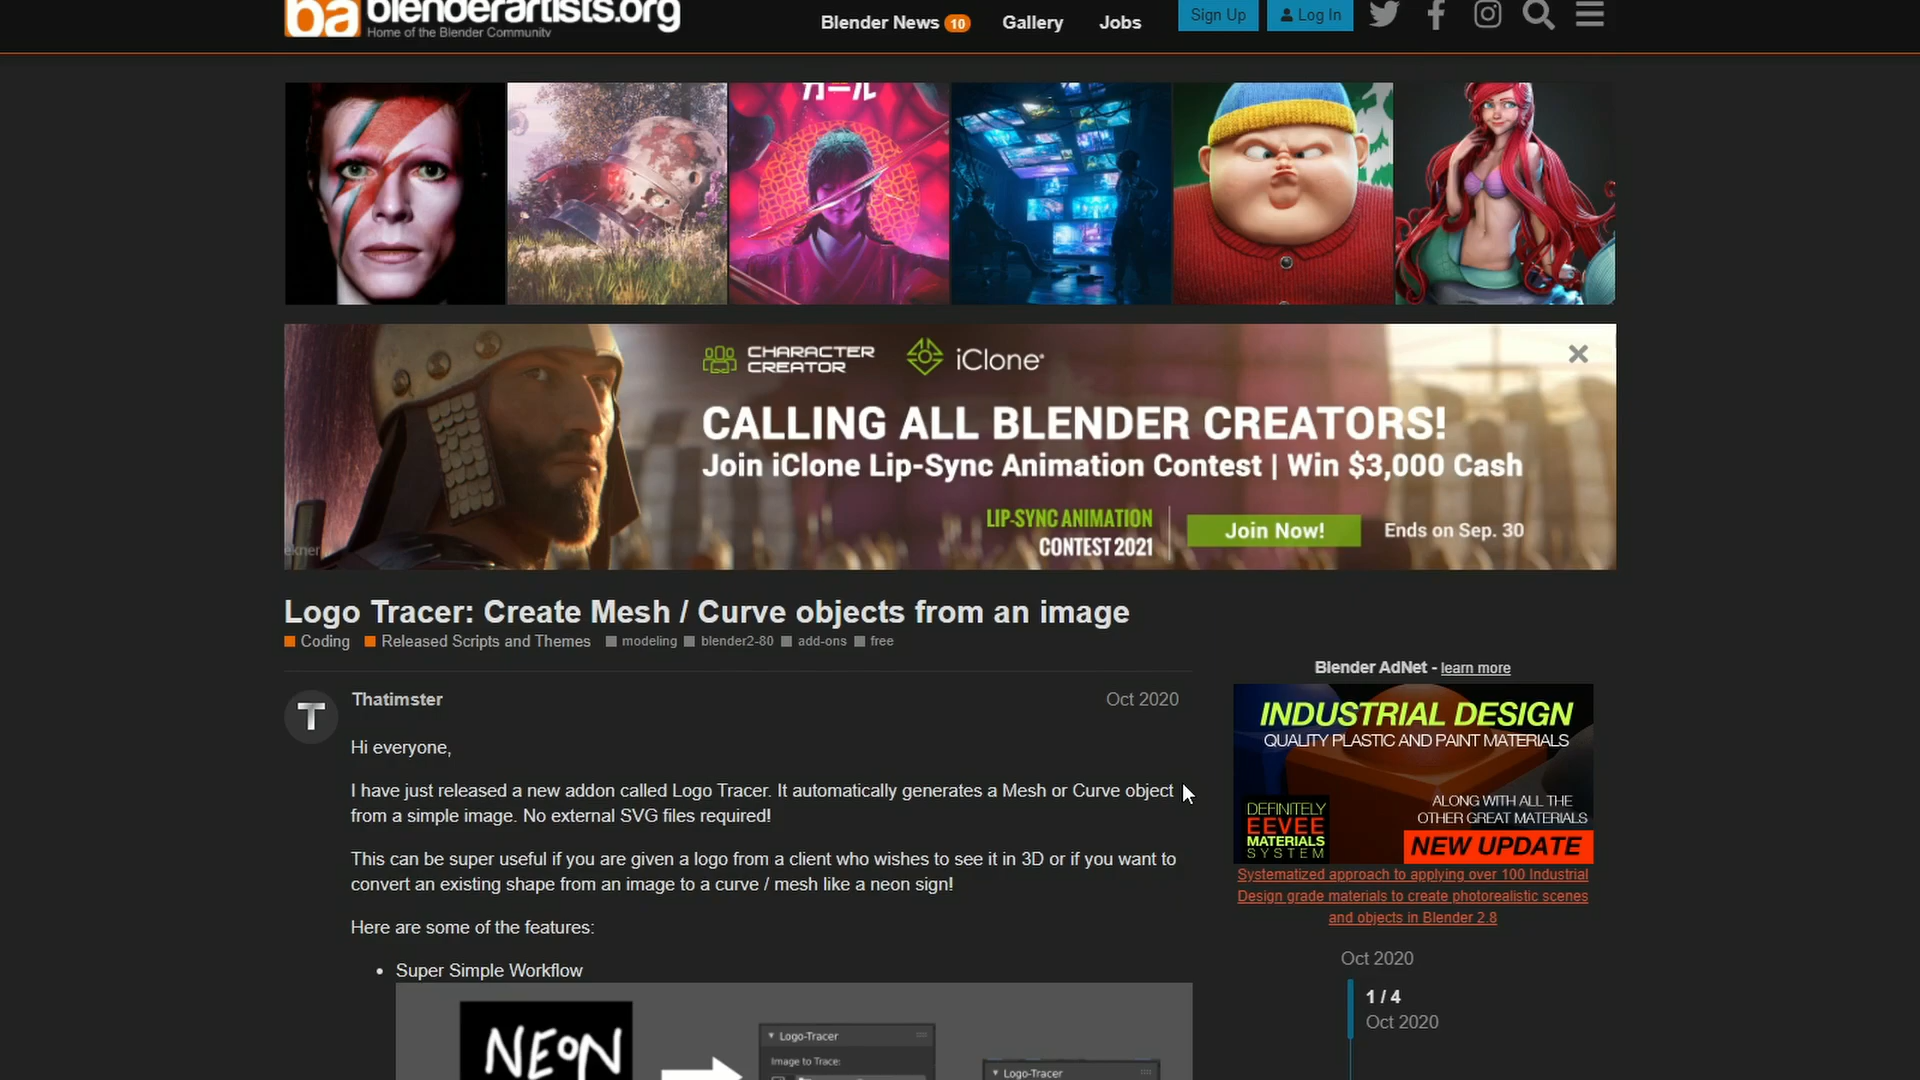 blenderartists.org
Home of the Blender Community
Blender News 10
Gallery
Jobs
Sign Up
Log In
ガール
CHARACTER
CREATOR
iClone
CALLING ALL BLENDER CREATORS!
Join iClone Lip-Sync Animation Contest | Win $3,000 Cash
LIP-SYNC ANIMATION
CONTEST 2021
Join Now!
Ends on Sep. 30
ekner
Logo Tracer: Create Mesh / Curve objects from an image
Coding
Released Scripts and Themes
modeling
blender2-80
add-ons
free
T
Thatimster
Oct 2020
Hi everyone,
I have just released a new addon called Logo Tracer. It automatically generates a Mesh or Curve object
from a simple image. No external SVG files required!
This can be super useful if you are given a logo from a client who wishes to see it in 3D or if you want to
convert an existing shape from an image to a curve / mesh like a neon sign!
Here are some of the features:
• Super Simple Workflow
NEON
Logo-Tracer
Image to Trace:
Logo-Tracer
Blender AdNet - learn more
INDUSTRIAL DESIGN
QUALITY PLASTIC AND PAINT MATERIALS
DEFINITELY
EEVEE
MATERIALS
SYSTEM
ALONG WITH ALL THE
OTHER GREAT MATERIALS
NEW UPDATE
Systematized approach to applying over 100 Industrial
Design grade materials to create photorealistic scenes
and objects in Blender 2.8
Oct 2020
1 / 4
Oct 2020